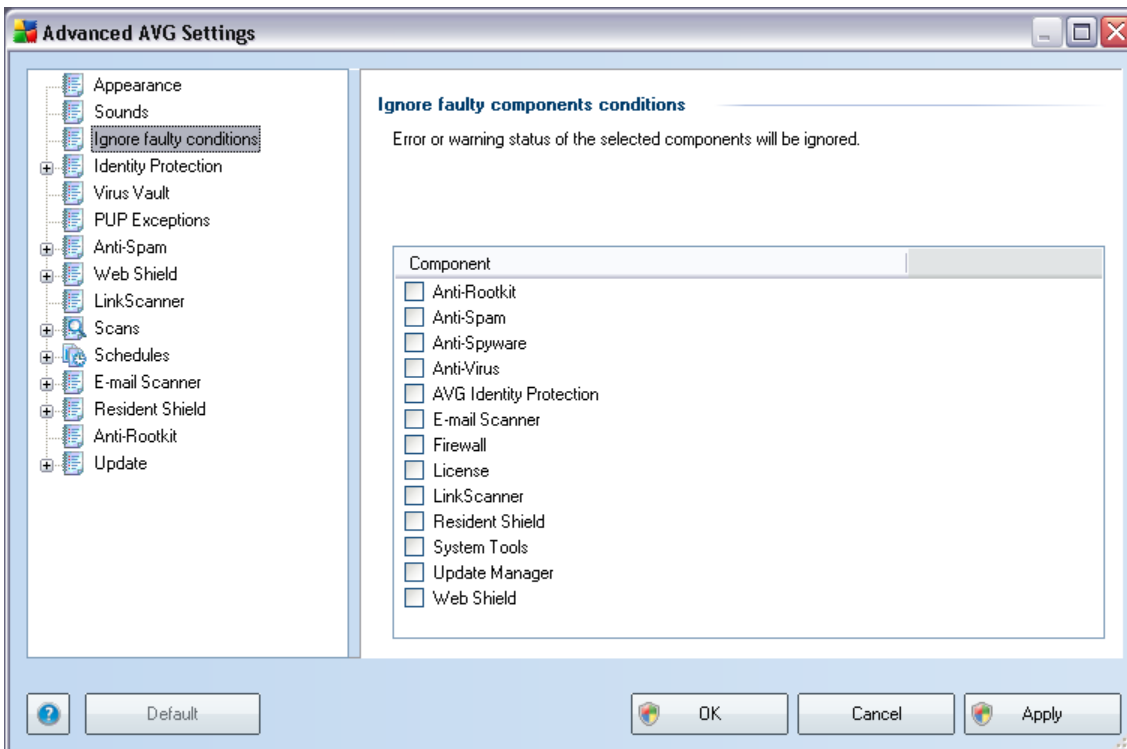 Advanced AVG Settings
Appearance
Sounds
Ignore faulty conditions
Identity Protection
Virus Vault
PUP Exceptions
Anti-Spam
Web Shield
LinkScanner
Scans
Schedules
E-mail Scanner
Resident Shield
Anti-Rootkit
Update
Ignore faulty components conditions
Error or warning status of the selected components will be ignored.
Component
Anti-Rootkit
Anti-Spam
Anti-Spyware
Anti-Virus
AVG Identity Protection
E-mail Scanner
Firewall
License
LinkScanner
Resident Shield
System Tools
Update Manager
Web Shield
? Default OK Cancel Apply